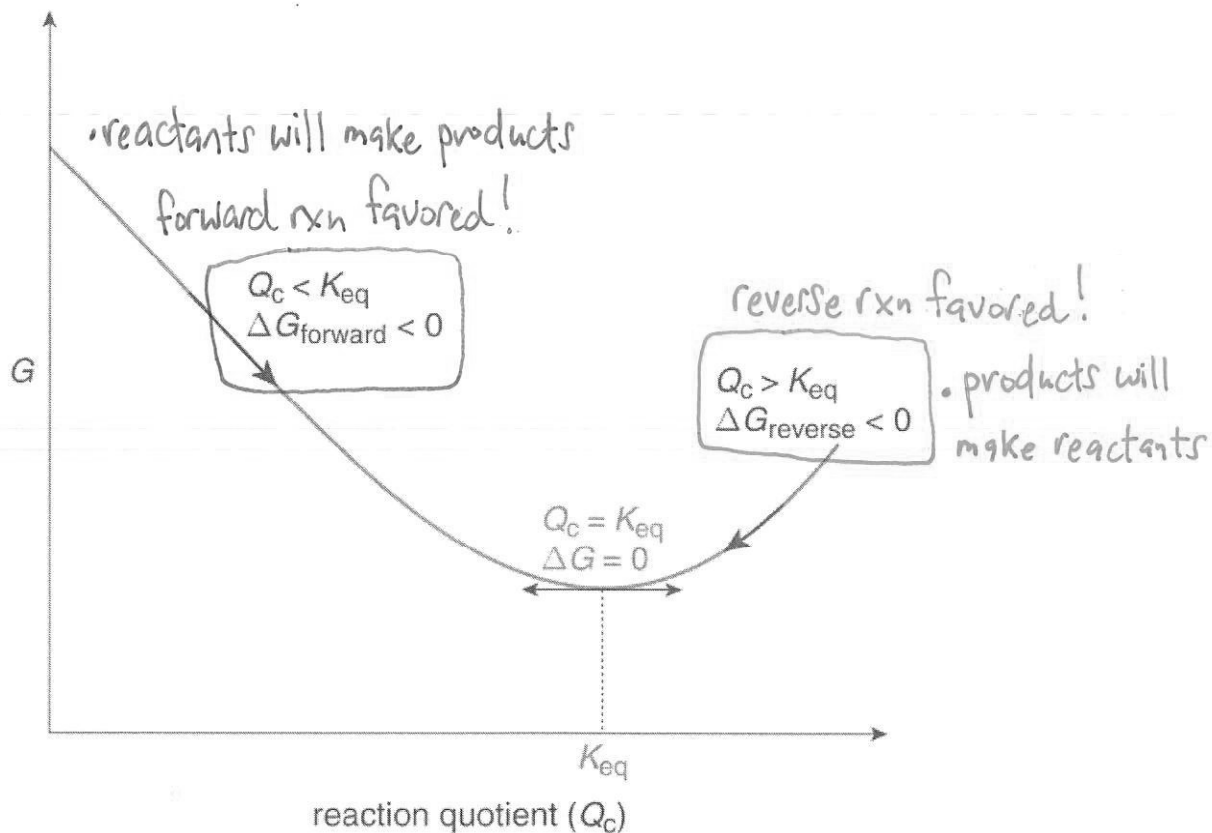 • reactants will make products
forward rxn favored!
Qc < Keq
ΔGforward < 0
reverse rxn favored!
G
Qc > Keq
ΔGreverse < 0
• products will
make reactants
Qc = Keq
ΔG = 0
Keq
reaction quotient (Qc)